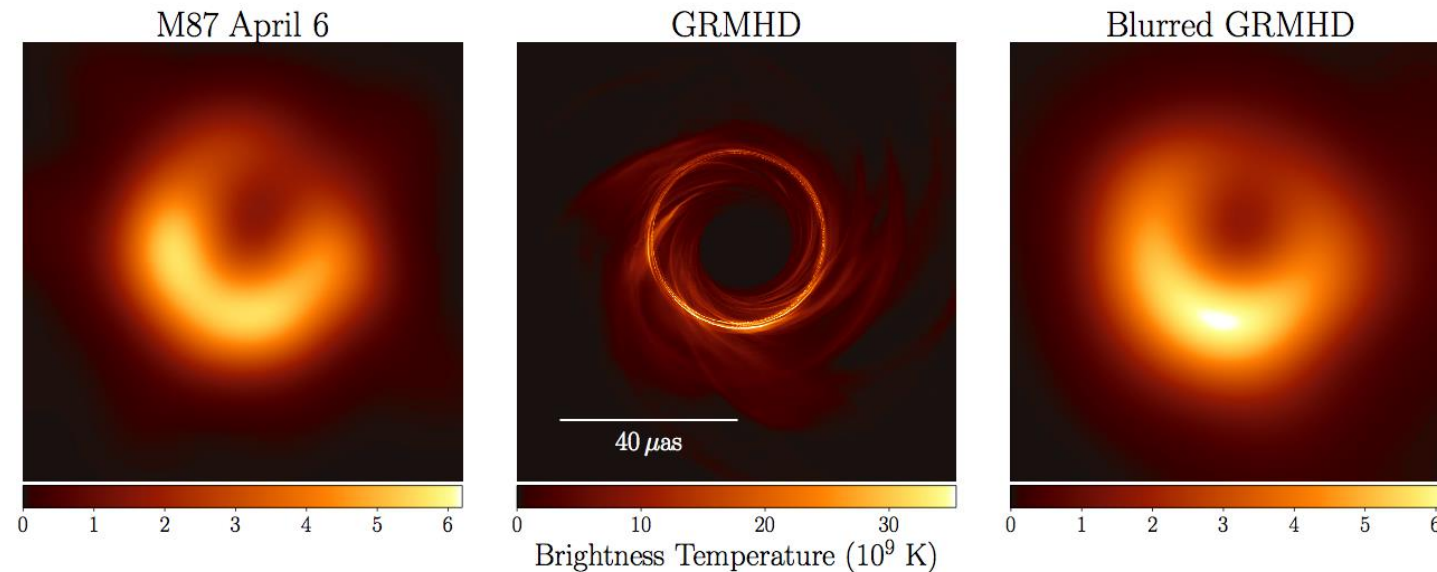 M87 April 6
GRMHD
Blurred GRMHD
40 μas
0 1 2 3 4 5 6
0 10 20 30
0 1 2 3 4 5 6
Brightness Temperature (10⁹ K)